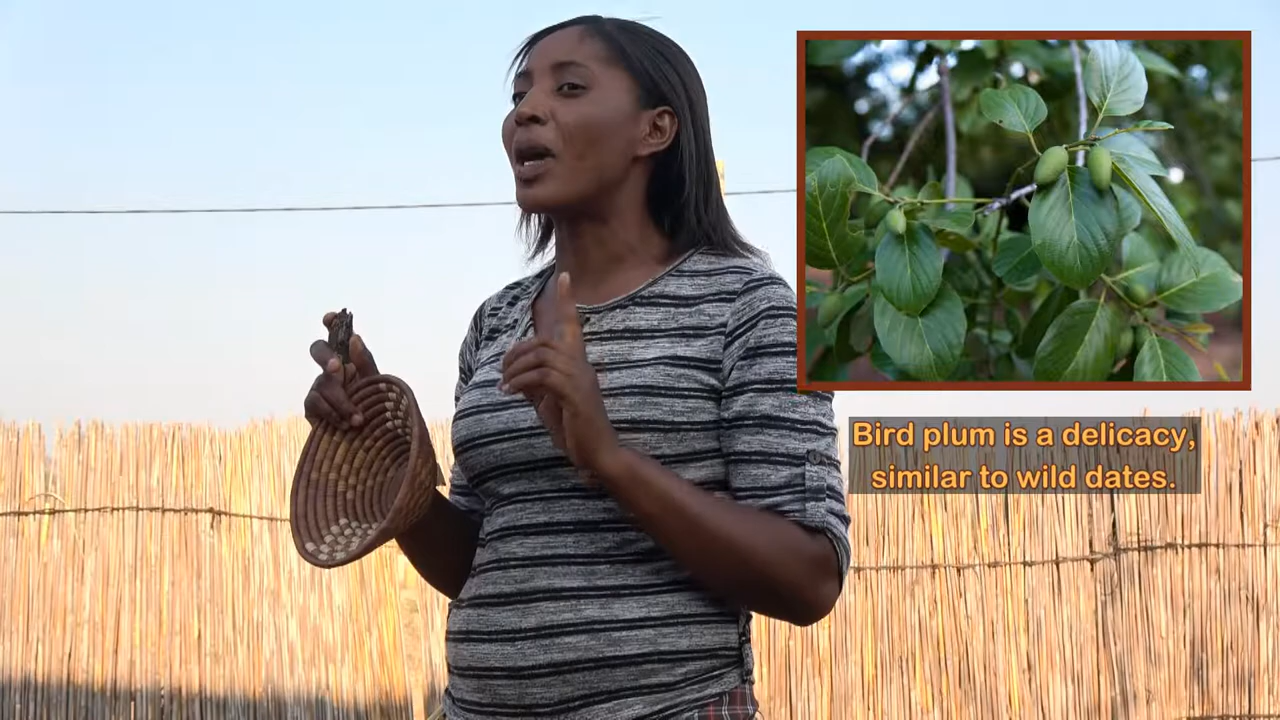 Bird plum is a delicacy,
similar to wild dates.